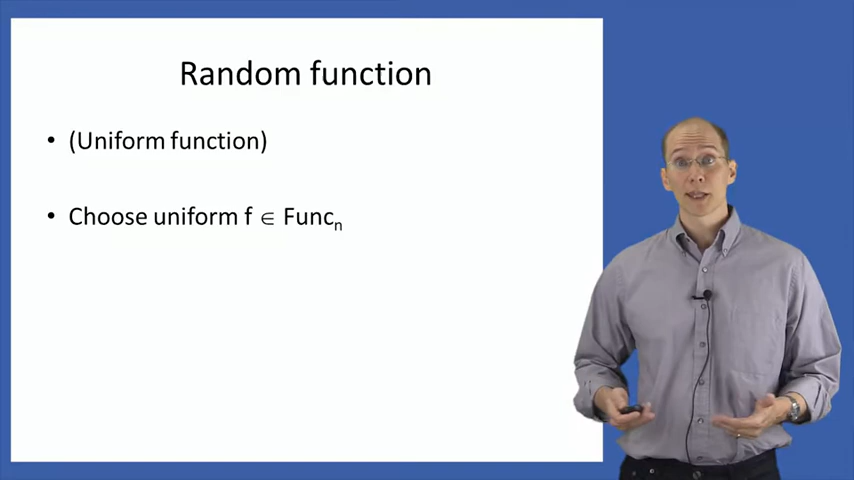 Random function
• (Uniform function)
• Choose uniform f ∈ Funcₙ